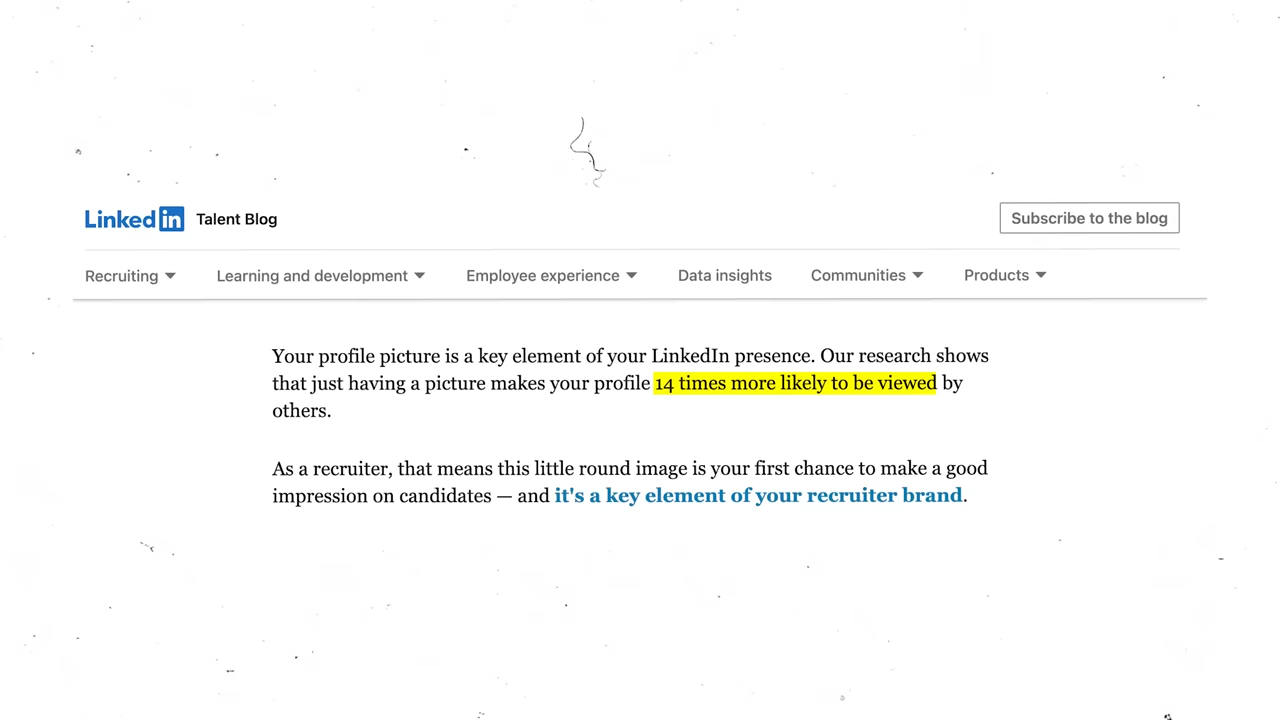 Linkedin Talent Blog
Subscribe to the blog
Recruiting Learning and development Employee experience Data insights Communities Products
Your profile picture is a key element of your LinkedIn presence. Our research shows
that just having a picture makes your profile 14 times more likely to be viewed by
others.
As a recruiter, that means this little round image is your first chance to make a good
impression on candidates — and it's a key element of your recruiter brand.